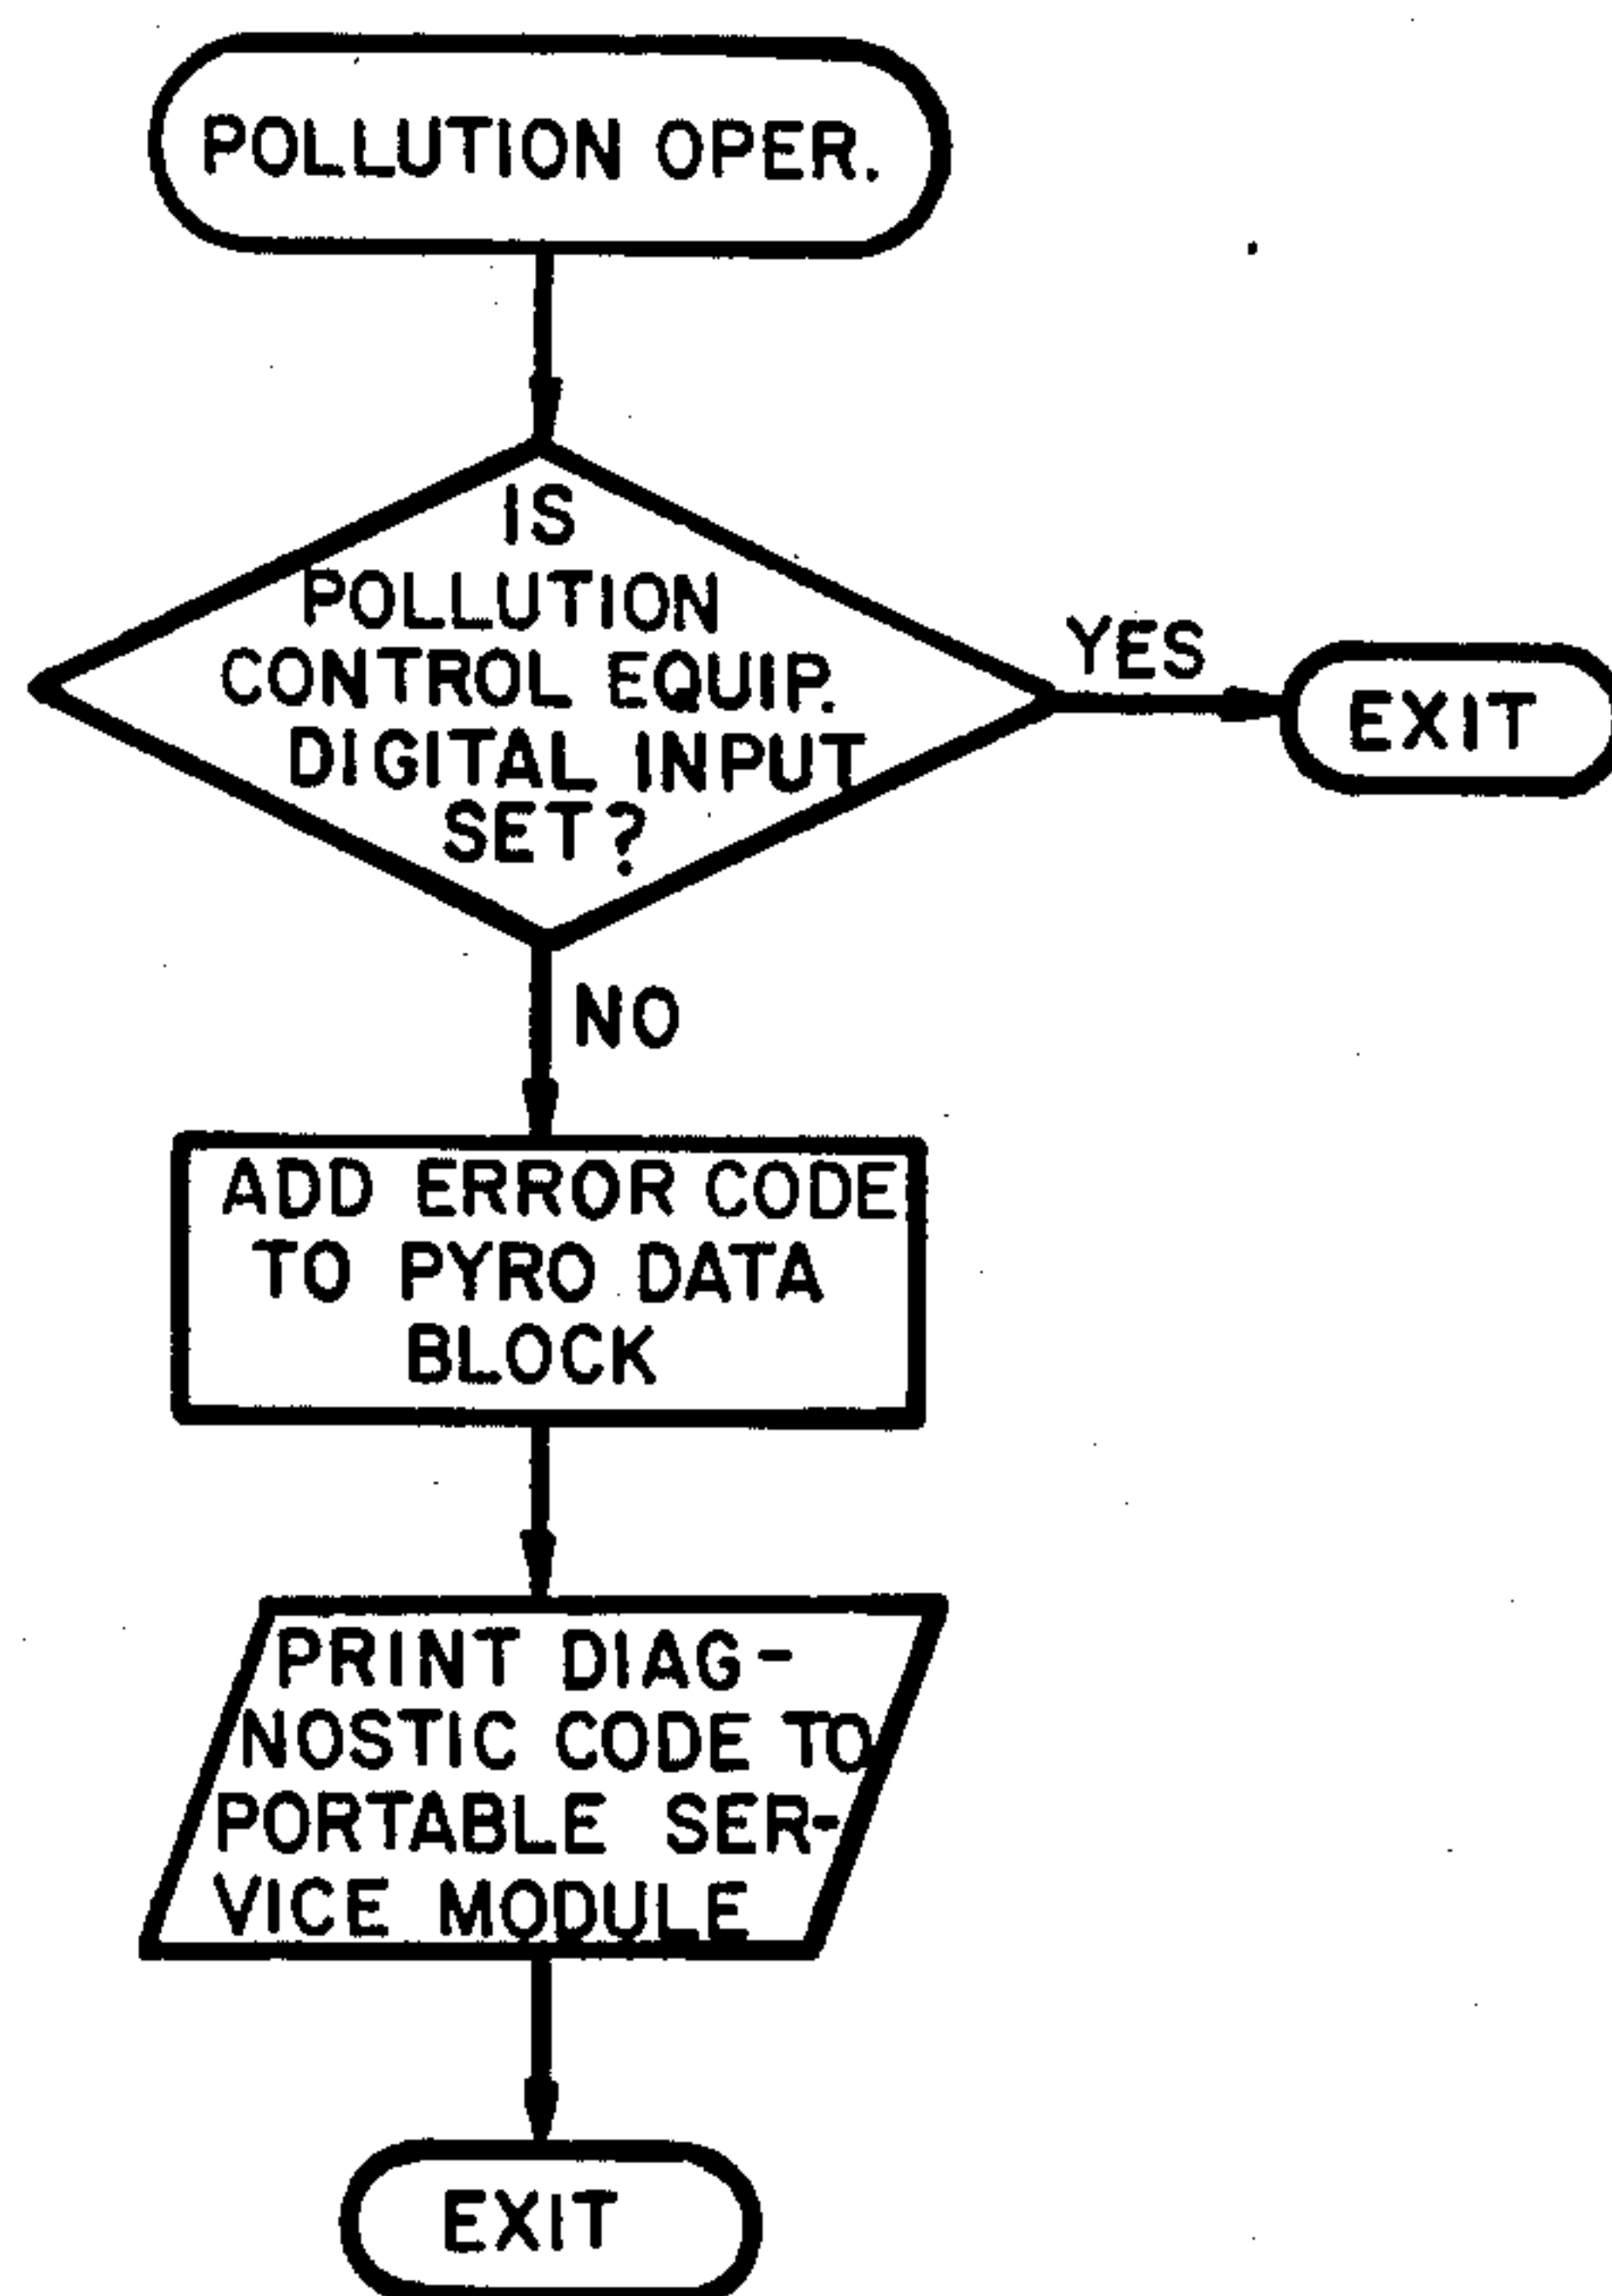 POLLUTION OPER.
IS
POLLUTION
CONTROL EQUIP.
DIGITAL INPUT
SET?
YES
EXIT
NO
ADD ERROR CODE
TO PYRO DATA
BLOCK
PRINT DIAG-
NOSTIC CODE TO
PORTABLE SER-
VICE MODULE
EXIT